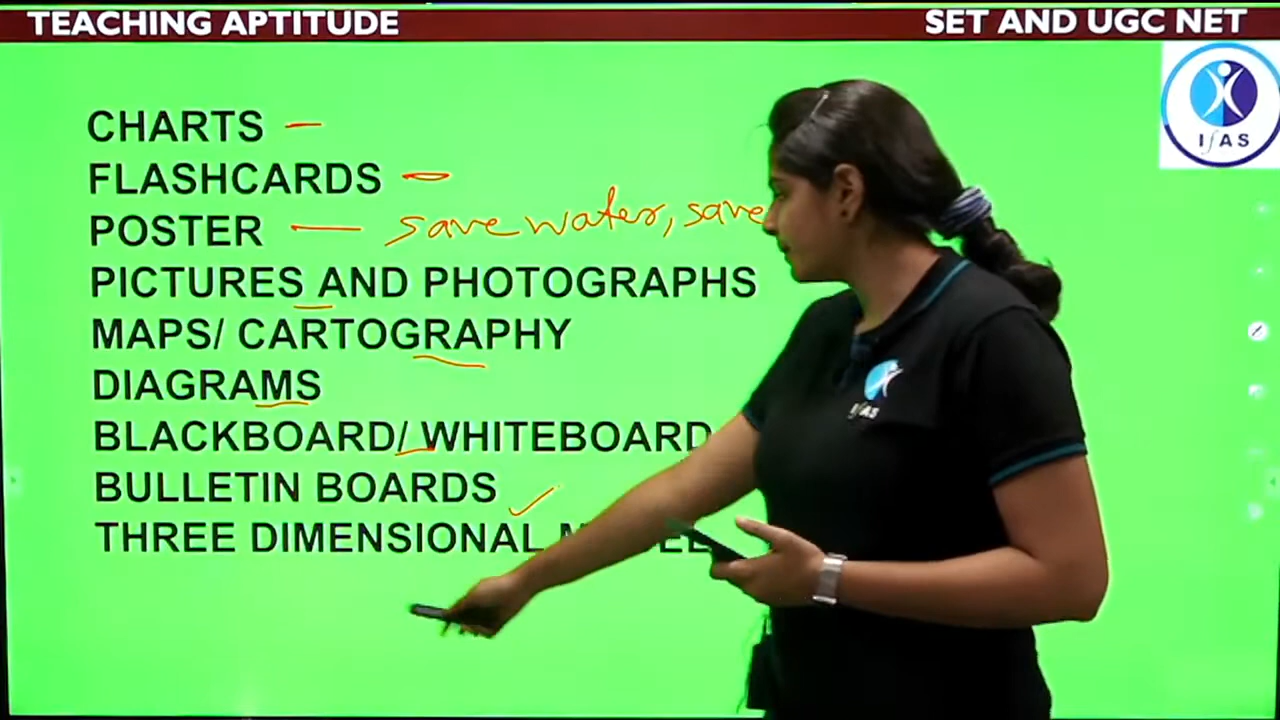 TEACHING APTITUDE
SET AND UGC NET
IfAS
CHARTS
FLASHCARDS
POSTER — save water, save
PICTURES AND PHOTOGRAPHS
MAPS/ CARTOGRAPHY
DIAGRAMS
BLACKBOARD/ WHITEBOARD
BULLETIN BOARDS
THREE DIMENSIONAL
IfAS